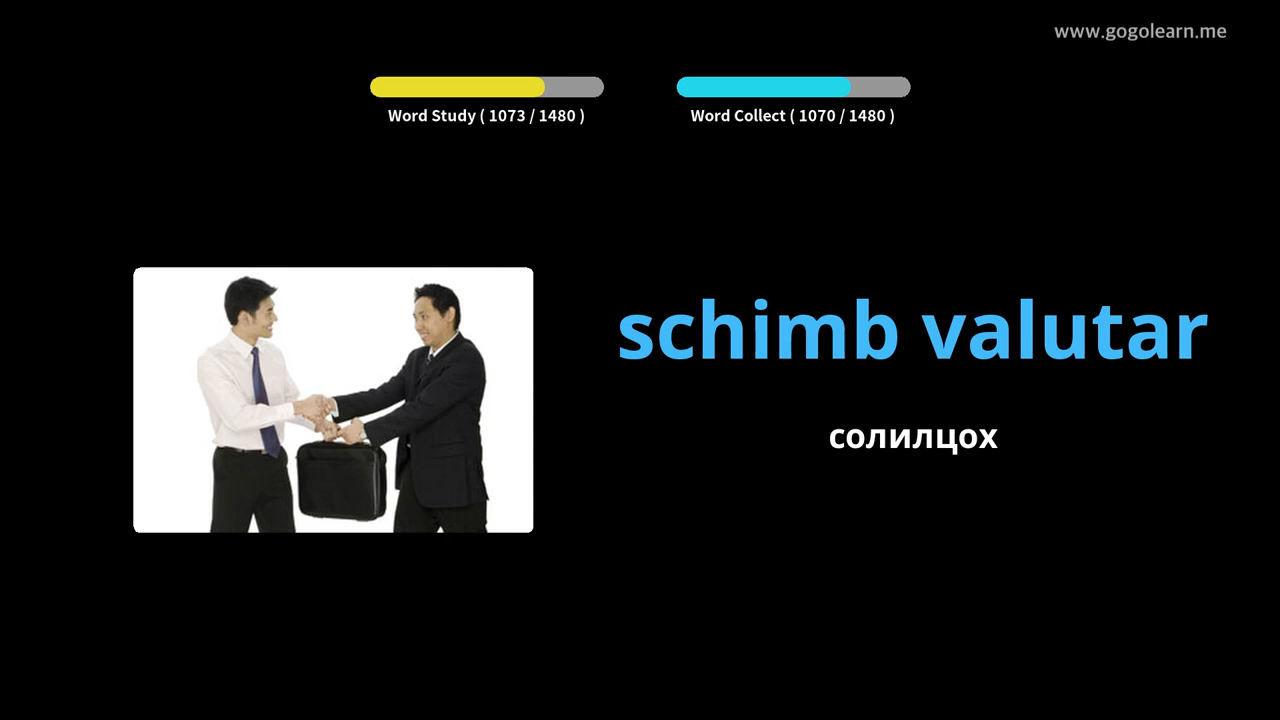 www.gogolearn.me
Word Study ( 1073 / 1480 )
Word Collect ( 1070 / 1480 )
schimb valutar
солилцох